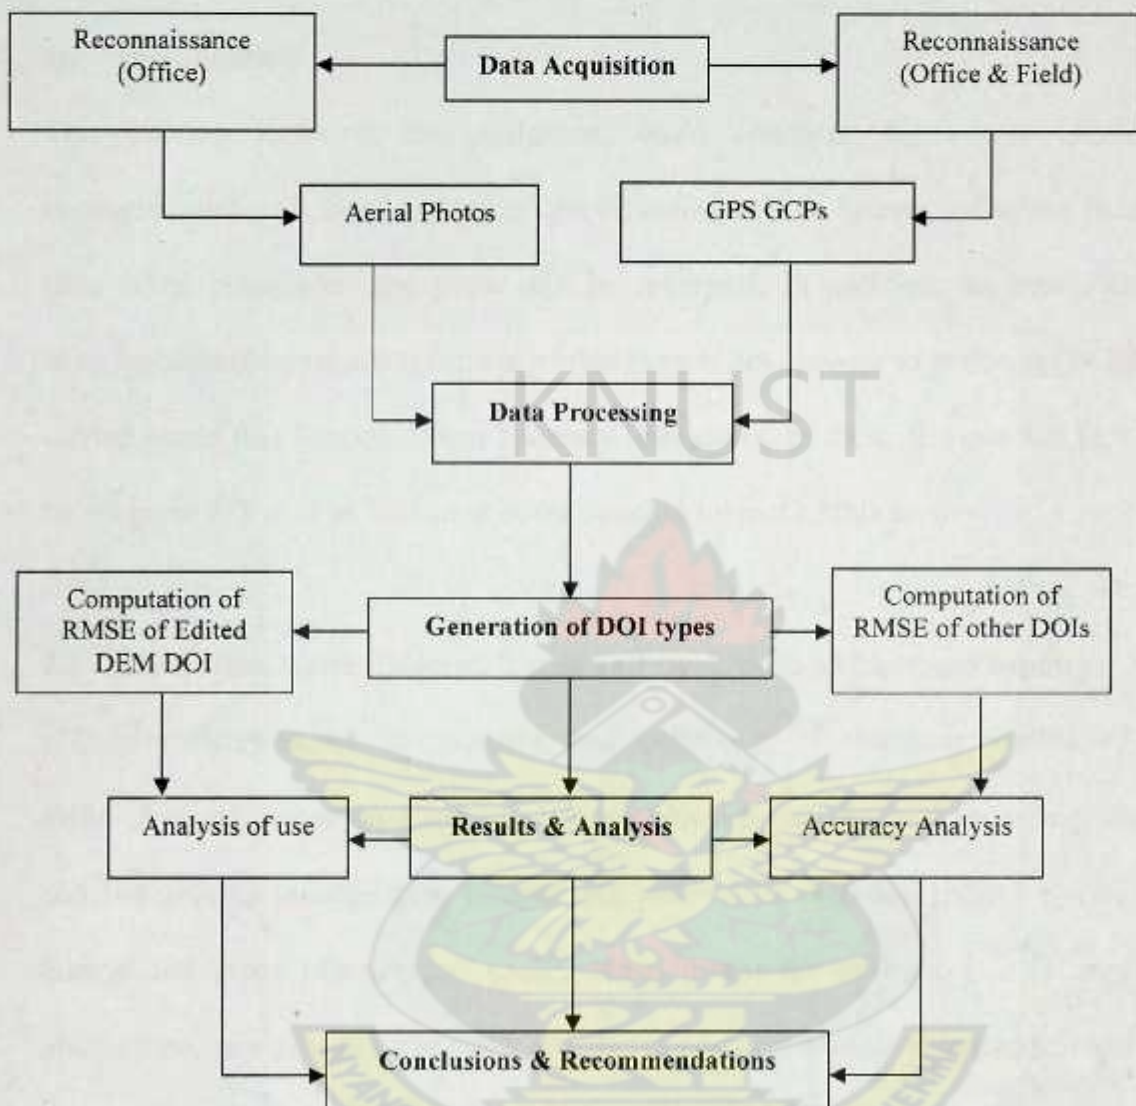 Reconnaissance
(Office)
Data Acquisition
Reconnaissance
(Office & Field)
Aerial Photos
GPS GCPs
KNUST
Data Processing
Computation of
RMSE of Edited
DEM DOI
Generation of DOI types
Computation of
RMSE of other DOIs
Analysis of use
Results & Analysis
Accuracy Analysis
Conclusions & Recommendations